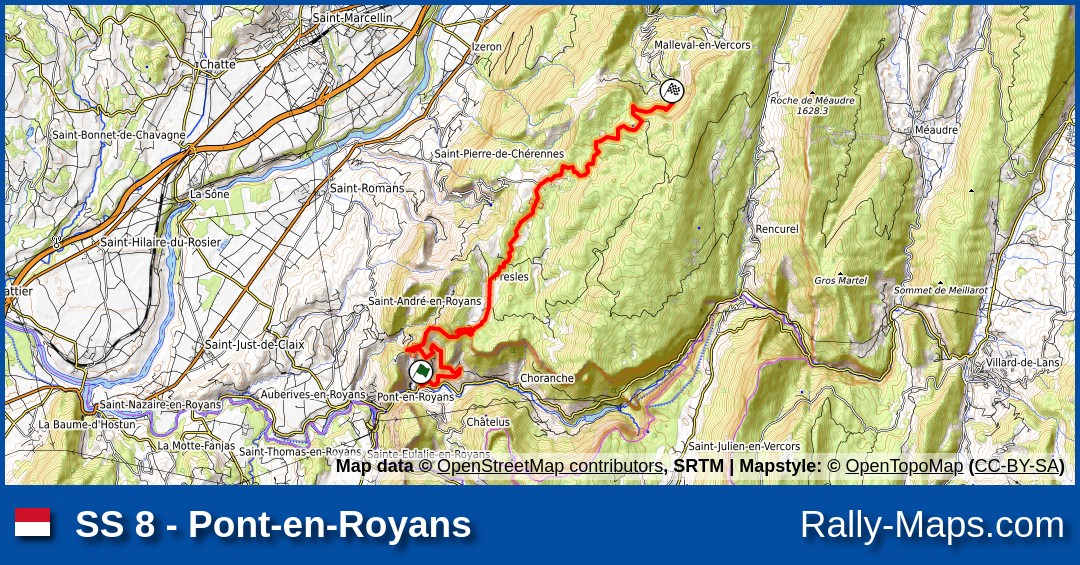 Saint-Marcellin
Izeron
Malleval-en-Vercors
Chatte
Roche de Méaudre
1628.3
Méaudre
Saint-Bonnet-de-Chavagne
Saint-Pierre-de-Chérennes
La Sône
Saint-Romans
Rencurel
Saint-Hilaire-du-Rosier
Presles
Gros Martel
Sommet de Meillarot
attier
Saint-André-en-Royans
Saint-Just-de-Claix
Villard-de-Lans
Choranche
Auberives-en-Royans
Pont-en-Royans
Saint-Nazaire-en-Royans
La Baume-d'Hostun
Châtelus
La Motte-Fanjas
Saint-Thomas-en-Royans
Sainte-Eulalie-en-Royans
Saint-Julien-en-Vercors
Map data © OpenStreetMap contributors, SRTM | Mapstyle: © OpenTopoMap (CC-BY-SA)
SS 8 - Pont-en-Royans
Rally-Maps.com